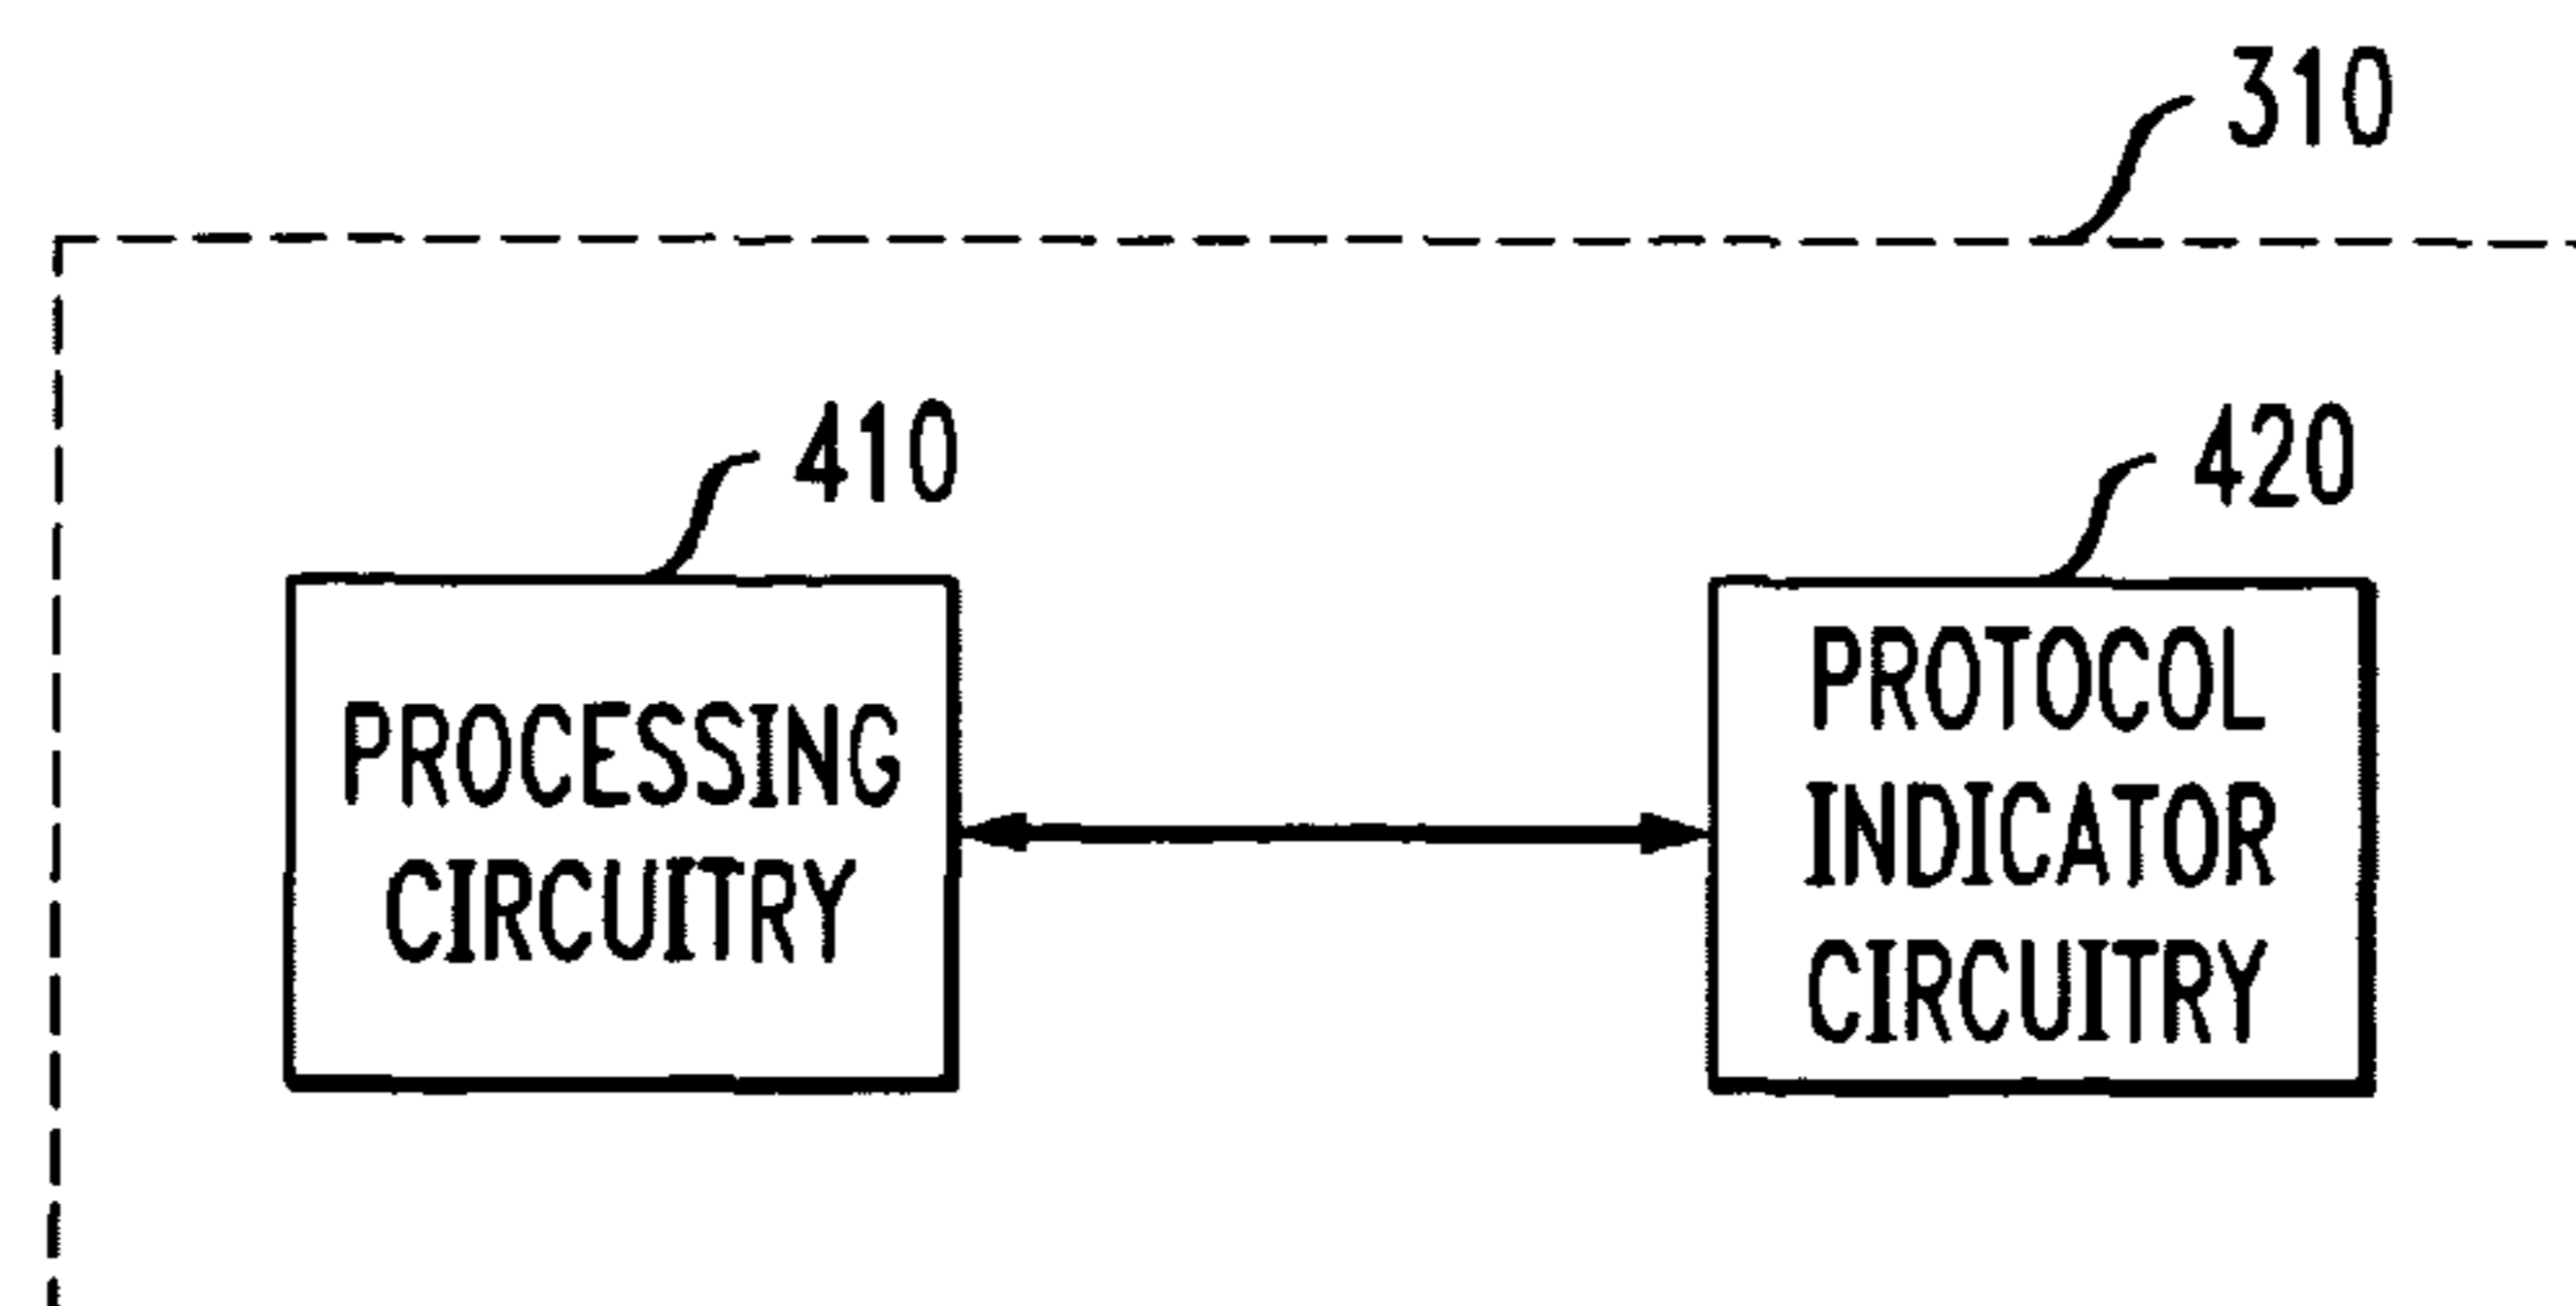 310
410
420
PROCESSING
CIRCUITRY
PROTOCOL
INDICATOR
CIRCUITRY